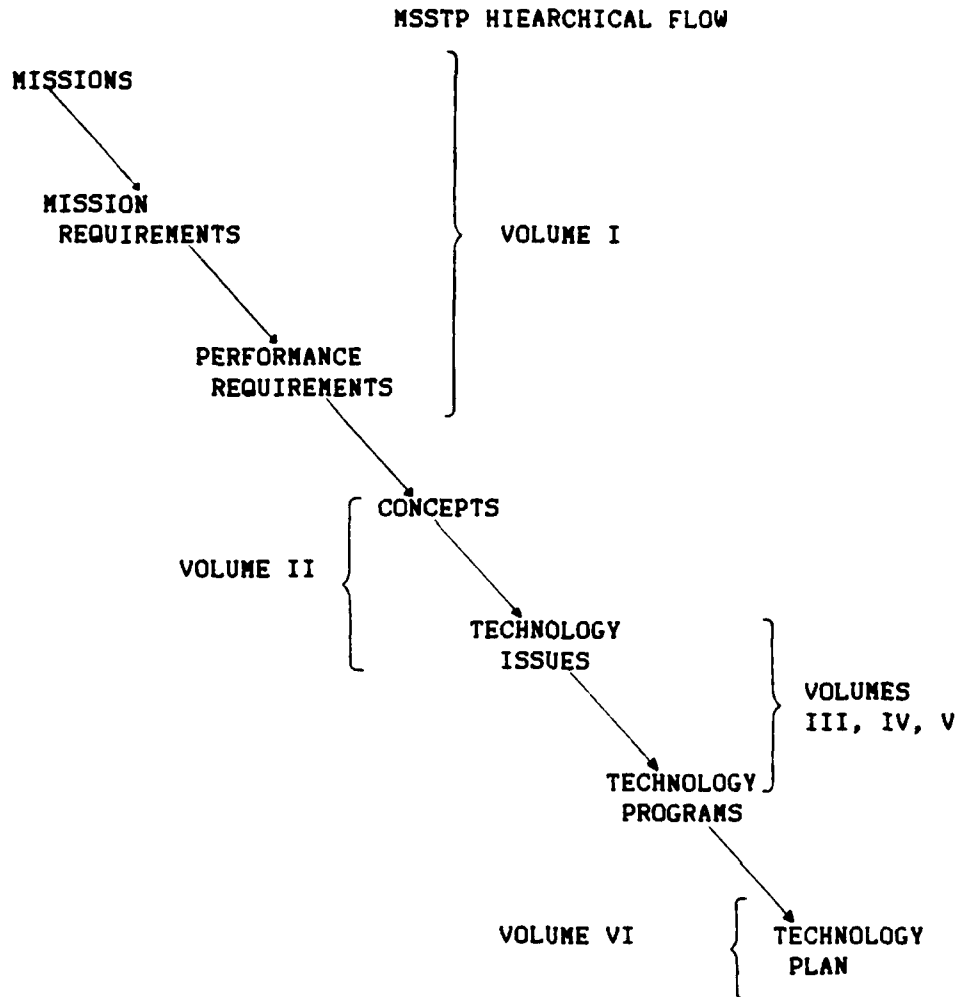 MSSTP HIEARCHICAL FLOW
MISSIONS
MISSION
REQUIREMENTS
VOLUME I
PERFORMANCE
REQUIREMENTS
CONCEPTS
VOLUME II
TECHNOLOGY
ISSUES
VOLUMES
III, IV, V
TECHNOLOGY
PROGRAMS
VOLUME VI
TECHNOLOGY
PLAN